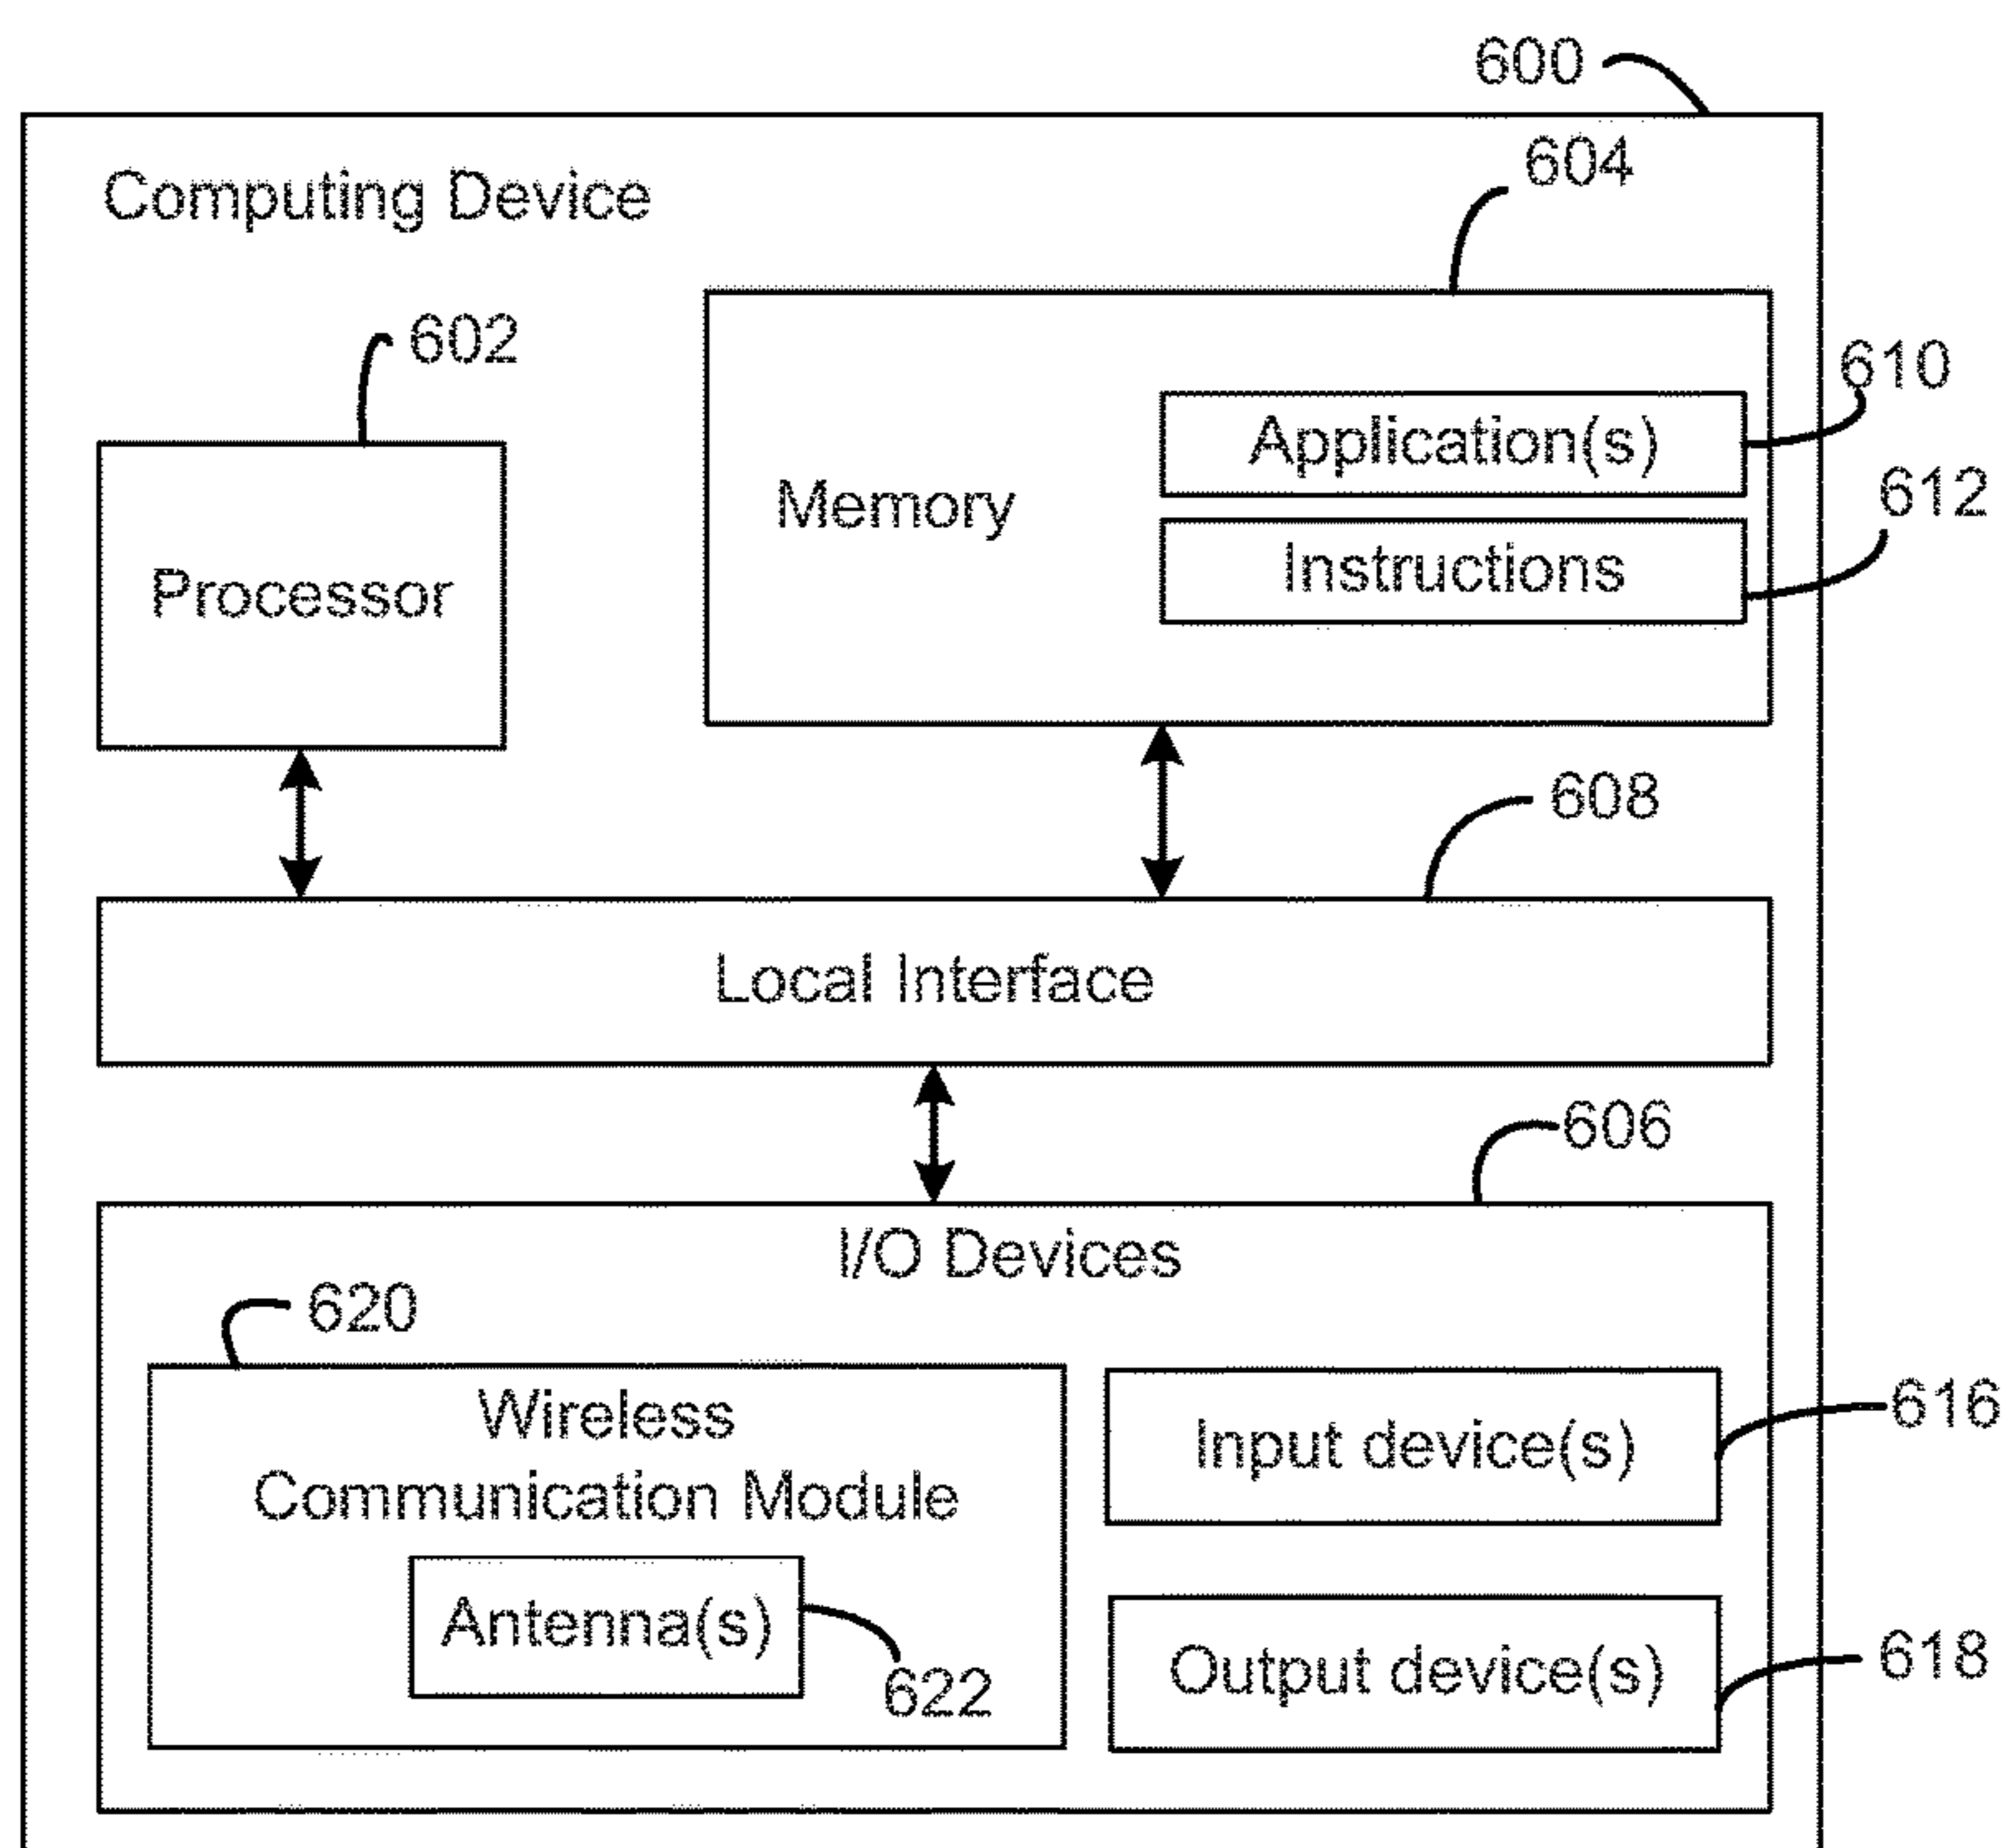 600
Computing Device
604
602
610
Application(s)
612
Memory
Instructions
Processor
608
Local Interface
606
I/O Devices
620
Wireless
Communication Module
616
Input device(s)
Antenna(s)
622
618
Output device(s)